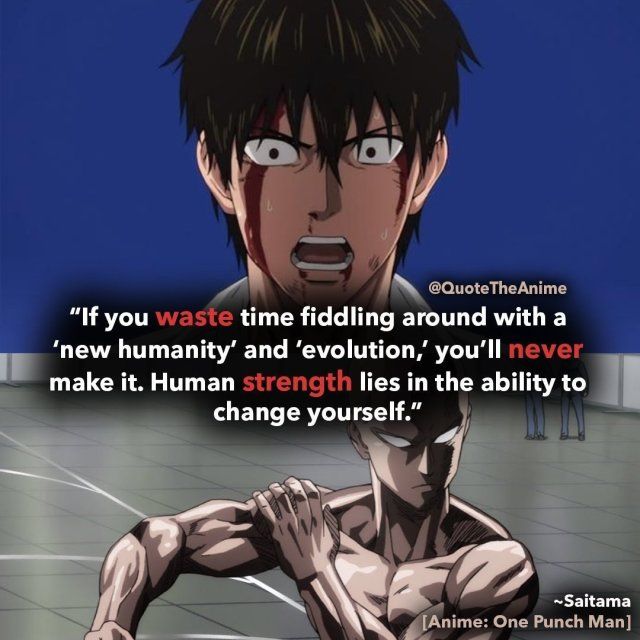 @QuoteTheAnime
“If you waste time fiddling around with a
‘new humanity’ and ‘evolution,’ you’ll never
make it. Human strength lies in the ability to
change yourself.”
~Saitama
[Anime: One Punch Man]